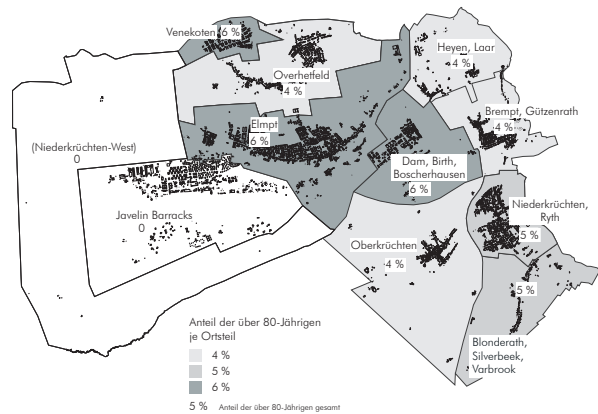 Venekoten 6 %
Heyen, Laar
4 %
Overhetfeld
4 %
Elmpt
6 %
Brempt, Gützenrath
4 %
(Niederkrüchten-West)
0
Dam, Birth,
Boscherhausen
6 %
Javelin Barracks
0
Niederkrüchten,
Ryth
5 %
Oberkrüchten
4 %
5 %
Blonderath,
Silverbeek,
Varbrook
Anteil der über 80-Jährigen
je Ortsteil
4 %
5 %
6 %
5 % Anteil der über 80-Jährigen gesamt